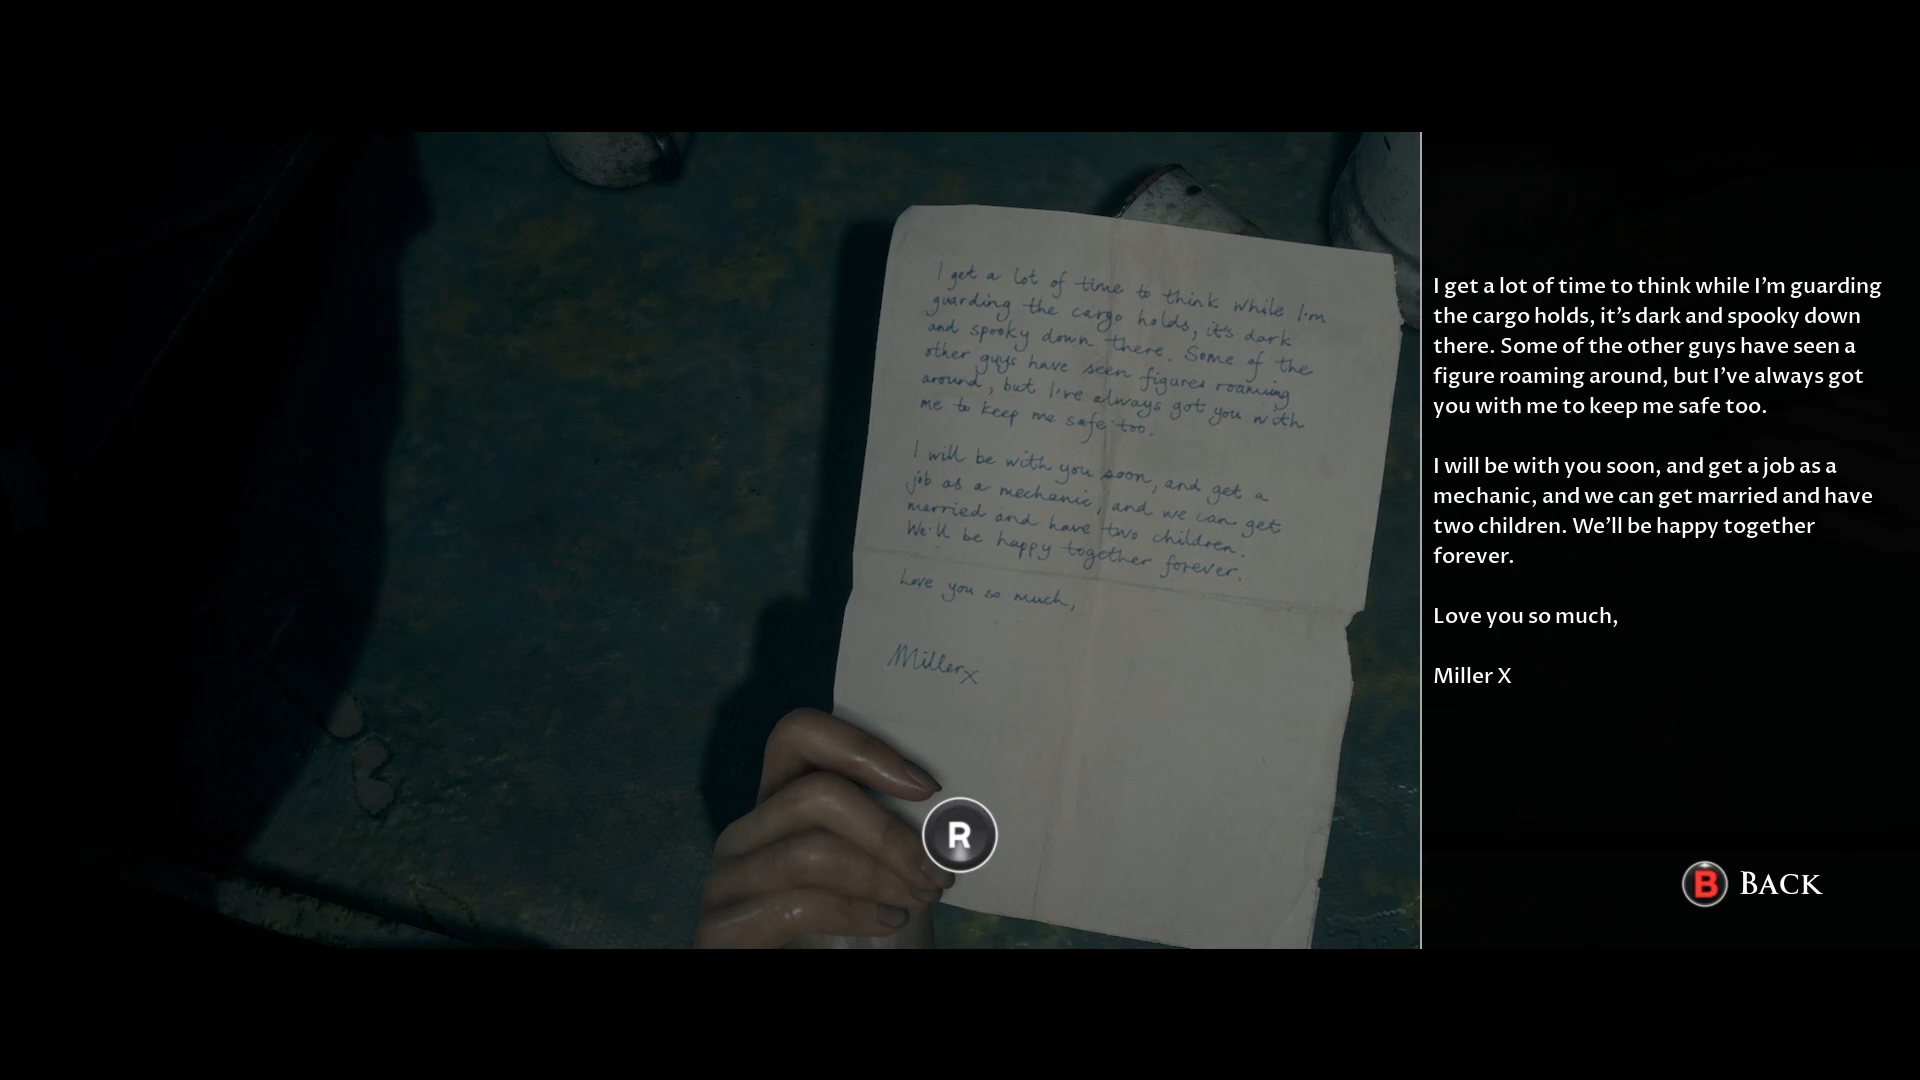 I get a lot of time to think while I'm
guarding the cargo holds, it's dark
and spooky down there. Some of the
other guys have seen figures roaming
around, but I've always got you with
me to keep me safe too.
I will be with you soon, and get a
job as a mechanic, and we can get
married and have two children.
We'll be happy together forever.
Love you so much,
Miller x
R
I get a lot of time to think while I'm guarding
the cargo holds, it's dark and spooky down
there. Some of the other guys have seen a
figure roaming around, but I've always got
you with me to keep me safe too.
I will be with you soon, and get a job as a
mechanic, and we can get married and have
two children. We'll be happy together
forever.
Love you so much,
Miller X
B BACK